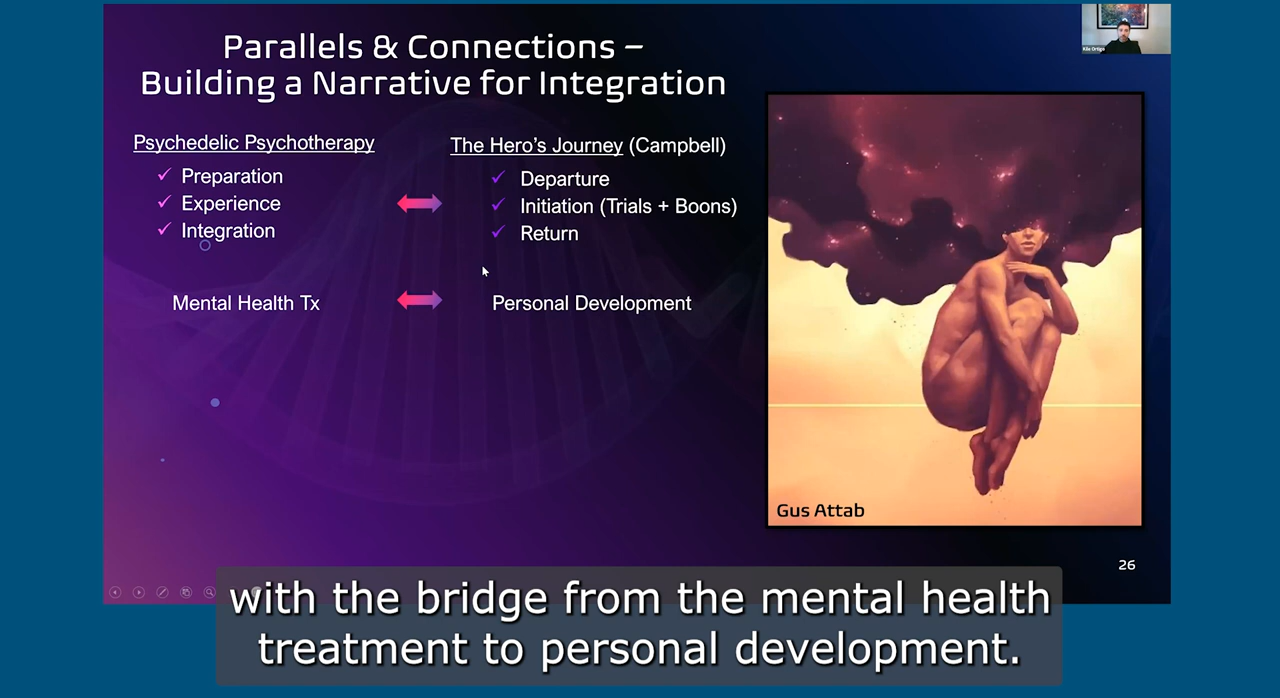 Parallels & Connections –
Building a Narrative for Integration
Psychedelic Psychotherapy
✓ Preparation
✓ Experience
✓ Integration
The Hero's Journey (Campbell)
✓ Departure
✓ Initiation (Trials + Boons)
✓ Return
Mental Health Tx
Personal Development
Gus Attab
26
with the bridge from the mental health
treatment to personal development.